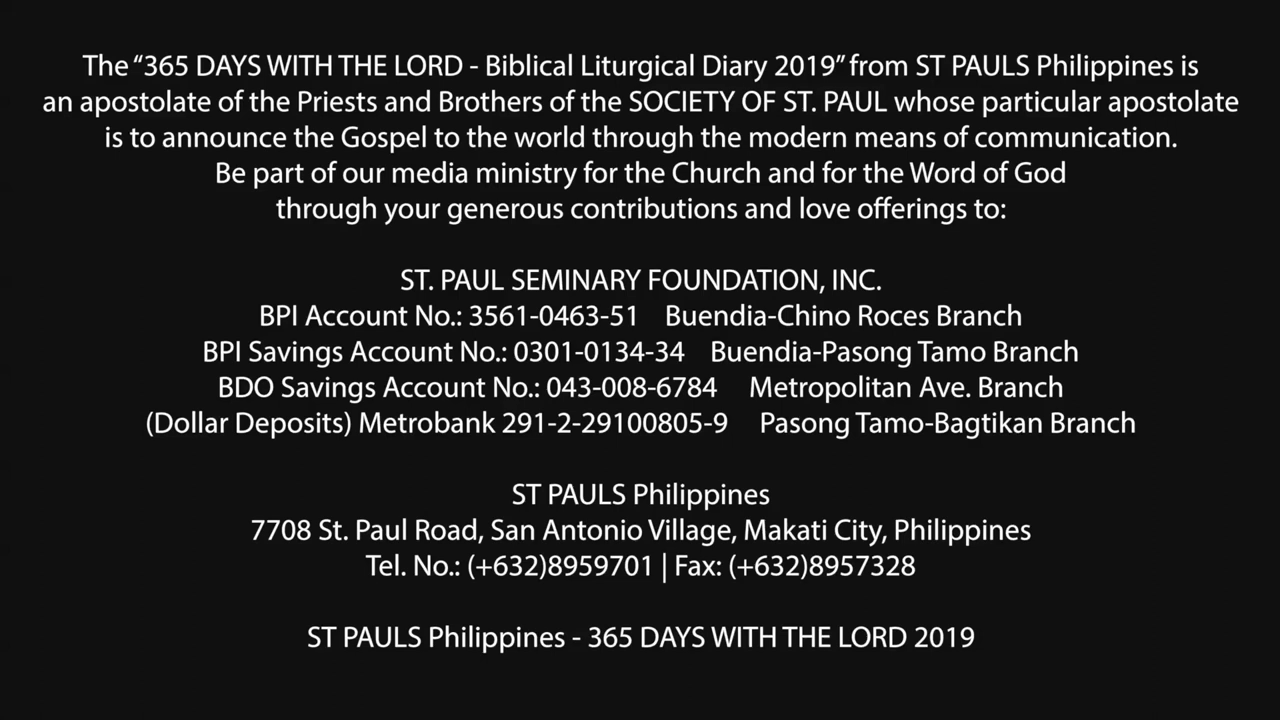 The “365 DAYS WITH THE LORD - Biblical Liturgical Diary 2019” from ST PAULS Philippines is
an apostolate of the Priests and Brothers of the SOCIETY OF ST. PAUL whose particular apostolate
is to announce the Gospel to the world through the modern means of communication.
Be part of our media ministry for the Church and for the Word of God
through your generous contributions and love offerings to:
ST. PAUL SEMINARY FOUNDATION, INC.
BPI Account No.: 3561-0463-51 Buendia-Chino Roces Branch
BPI Savings Account No.: 0301-0134-34 Buendia-Pasong Tamo Branch
BDO Savings Account No.: 043-008-6784 Metropolitan Ave. Branch
(Dollar Deposits) Metrobank 291-2-29100805-9 Pasong Tamo-Bagtikan Branch
ST PAULS Philippines
7708 St. Paul Road, San Antonio Village, Makati City, Philippines
Tel. No.: (+632)8959701 | Fax: (+632)8957328
ST PAULS Philippines - 365 DAYS WITH THE LORD 2019